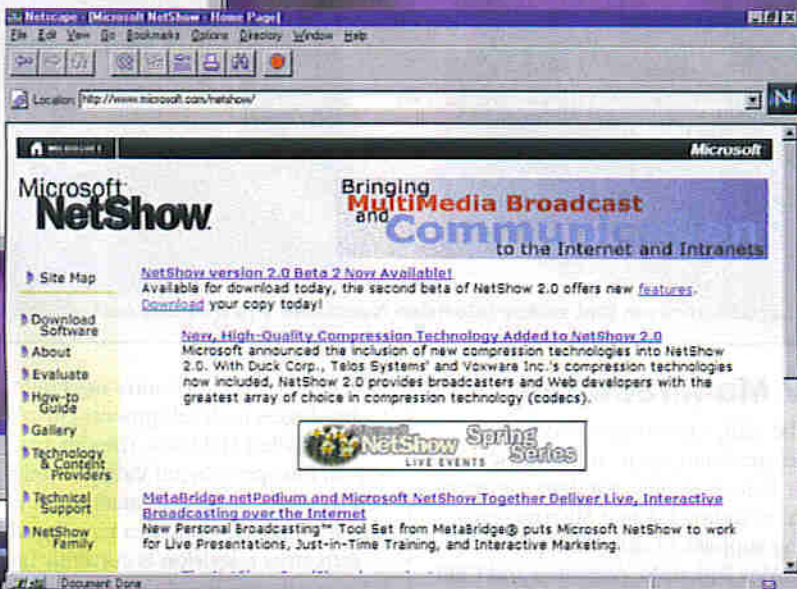 Netscape - [Microsoft NetShow - Home Page]
File Edit View Go Bookmarks Options Directory Window Help
Location: http://www.microsoft.com/netshow/
N
MICROSOFT
Microsoft
Microsoft
NetShow
Bringing
MultiMedia Broadcast
and
Communication
to the Internet and Intranets
Site Map
Download
Software
About
Evaluate
How-to
Guide
Gallery
Technology
& Content
Providers
Technical
Support
NetShow
Family
NetShow version 2.0 Beta 2 Now Available!
Available for download today, the second beta of NetShow 2.0 offers new features.
Download your copy today!
New, High-Quality Compression Technology Added to NetShow 2.0
Microsoft announced the inclusion of new compression technologies into NetShow
2.0. With Duck Corp., Telos Systems' and Voxware Inc.'s compression technologies
now included, NetShow 2.0 provides broadcasters and Web developers with the
greatest array of choice in compression technology (codecs).
Microsoft
NetShow
LIVE EVENTS
Spring
Series
MetaBridge netPodium and Microsoft NetShow Together Deliver Live, Interactive
Broadcasting over the Internet
New Personal Broadcasting™ Tool Set from MetaBridge® puts Microsoft NetShow to work
for Live Presentations, Just-in-Time Training, and Interactive Marketing.
Document: Done